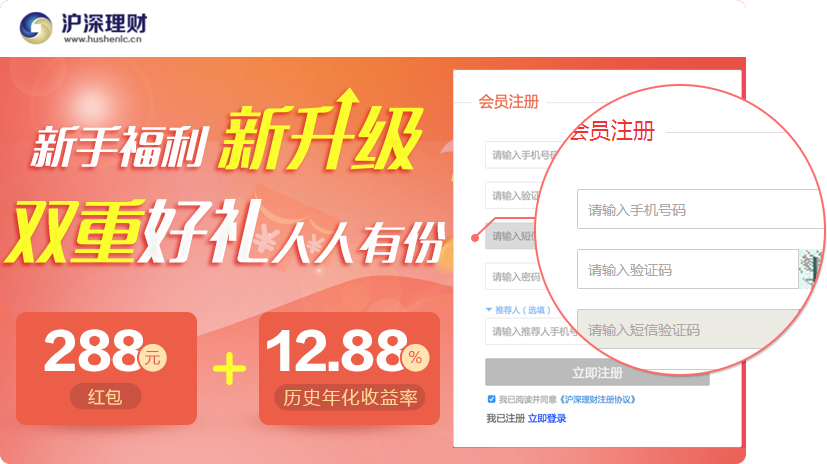 沪深理财
www.hushenlc.cn
新手福利 新升级
双重好礼人人有份
288元
红包
+
12.88%
历史年化收益率
会员注册
请输入手机号码
请输入验证
请输入短信
请输入密码
推荐人（选填）
请输入推荐人手机号
立即注册
我已阅读并同意《沪深理财注册协议》
我已注册 立即登录
会员注册
请输入手机号码
请输入验证码
请输入短信验证码